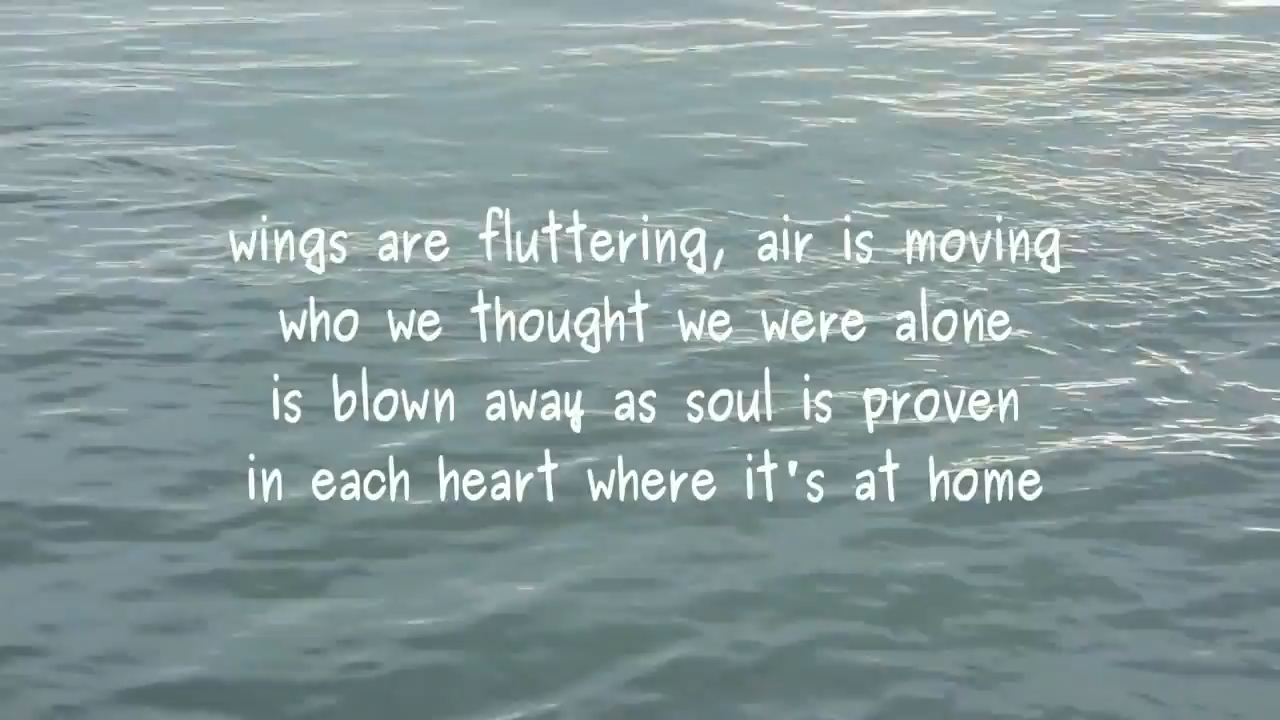 wings are fluttering, air is moving
who we thought we were alone
is blown away as soul is proven
in each heart where it's at home